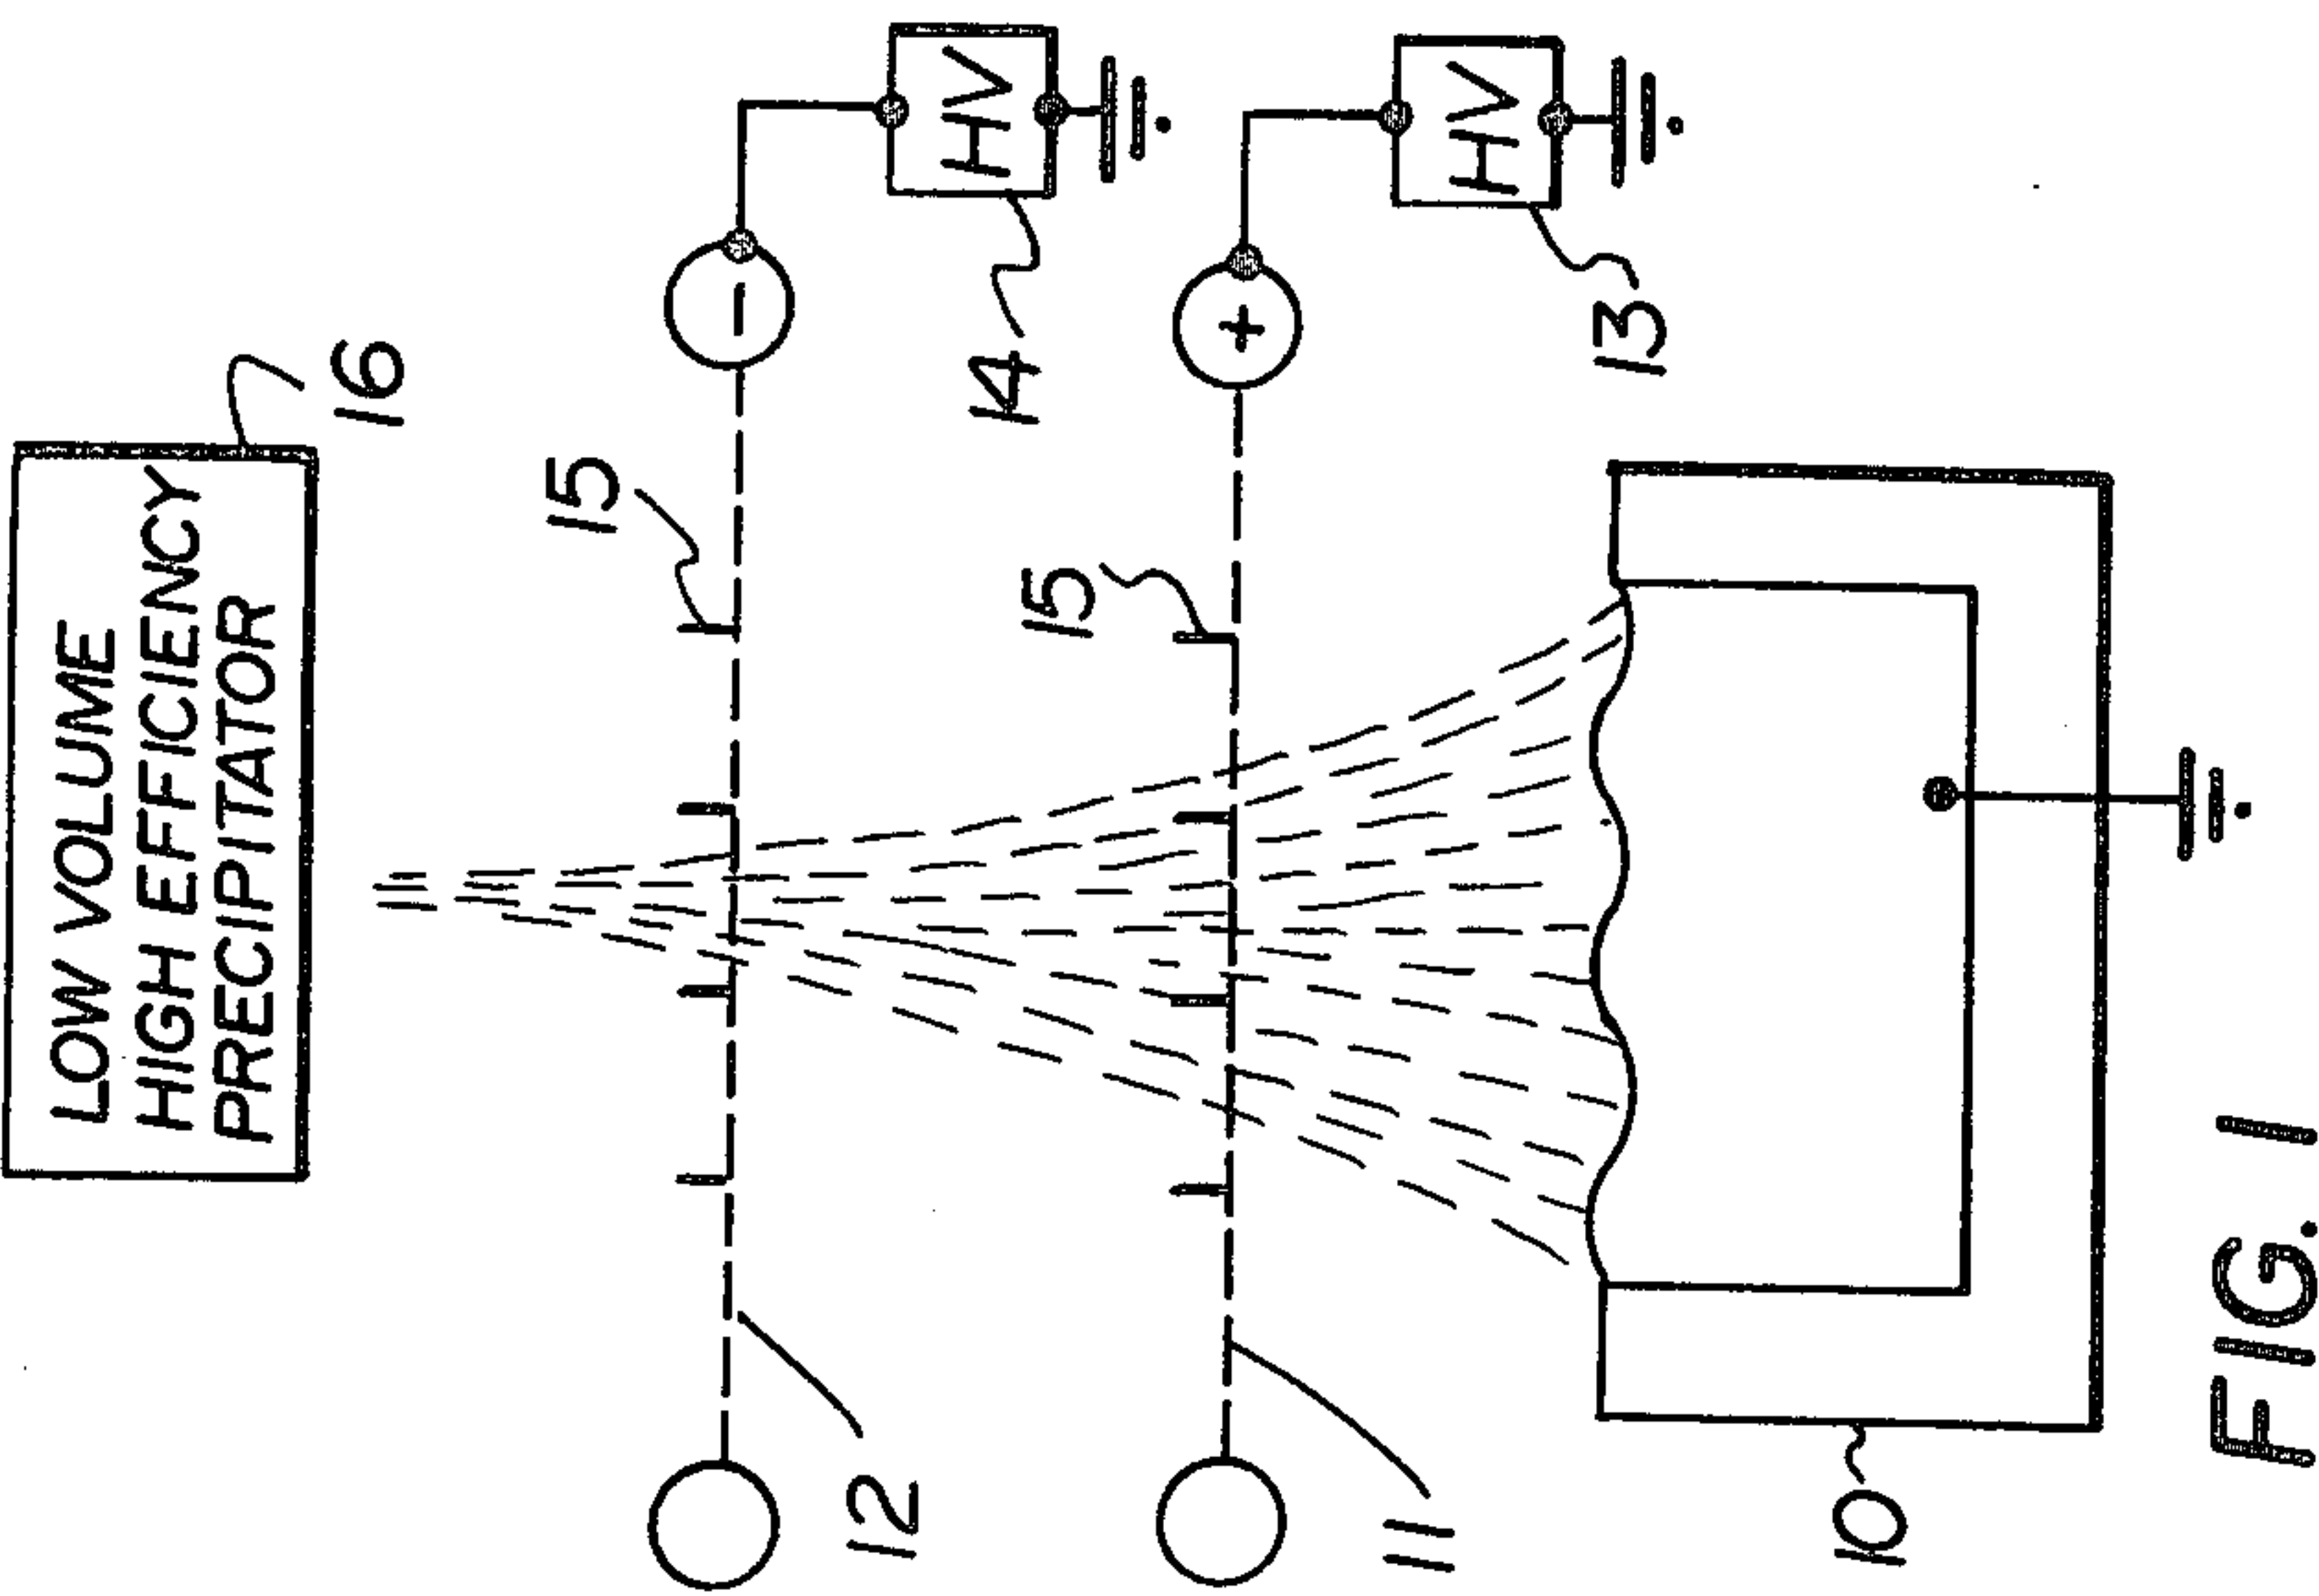 LOW VOLUME
HIGH EFFICIENCY
PRECIPITATOR
16
15
14
HV
−
12
15
13
HV
+
11
10
FIG. 1